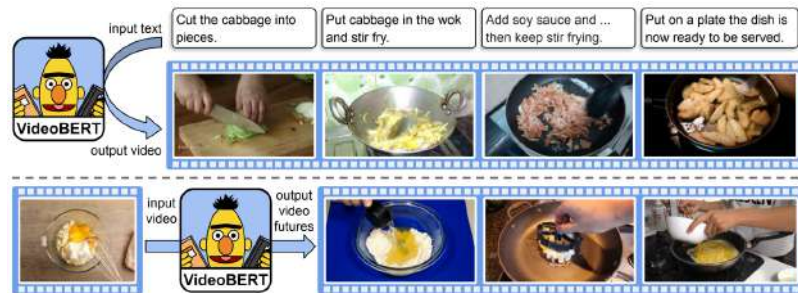 input text
Cut the cabbage into
pieces.
Put cabbage in the wok
and stir fry.
Add soy sauce and ...
then keep stir frying.
Put on a plate the dish is
now ready to be served.
VideoBERT
output video
input
video
VideoBERT
output
video
futures